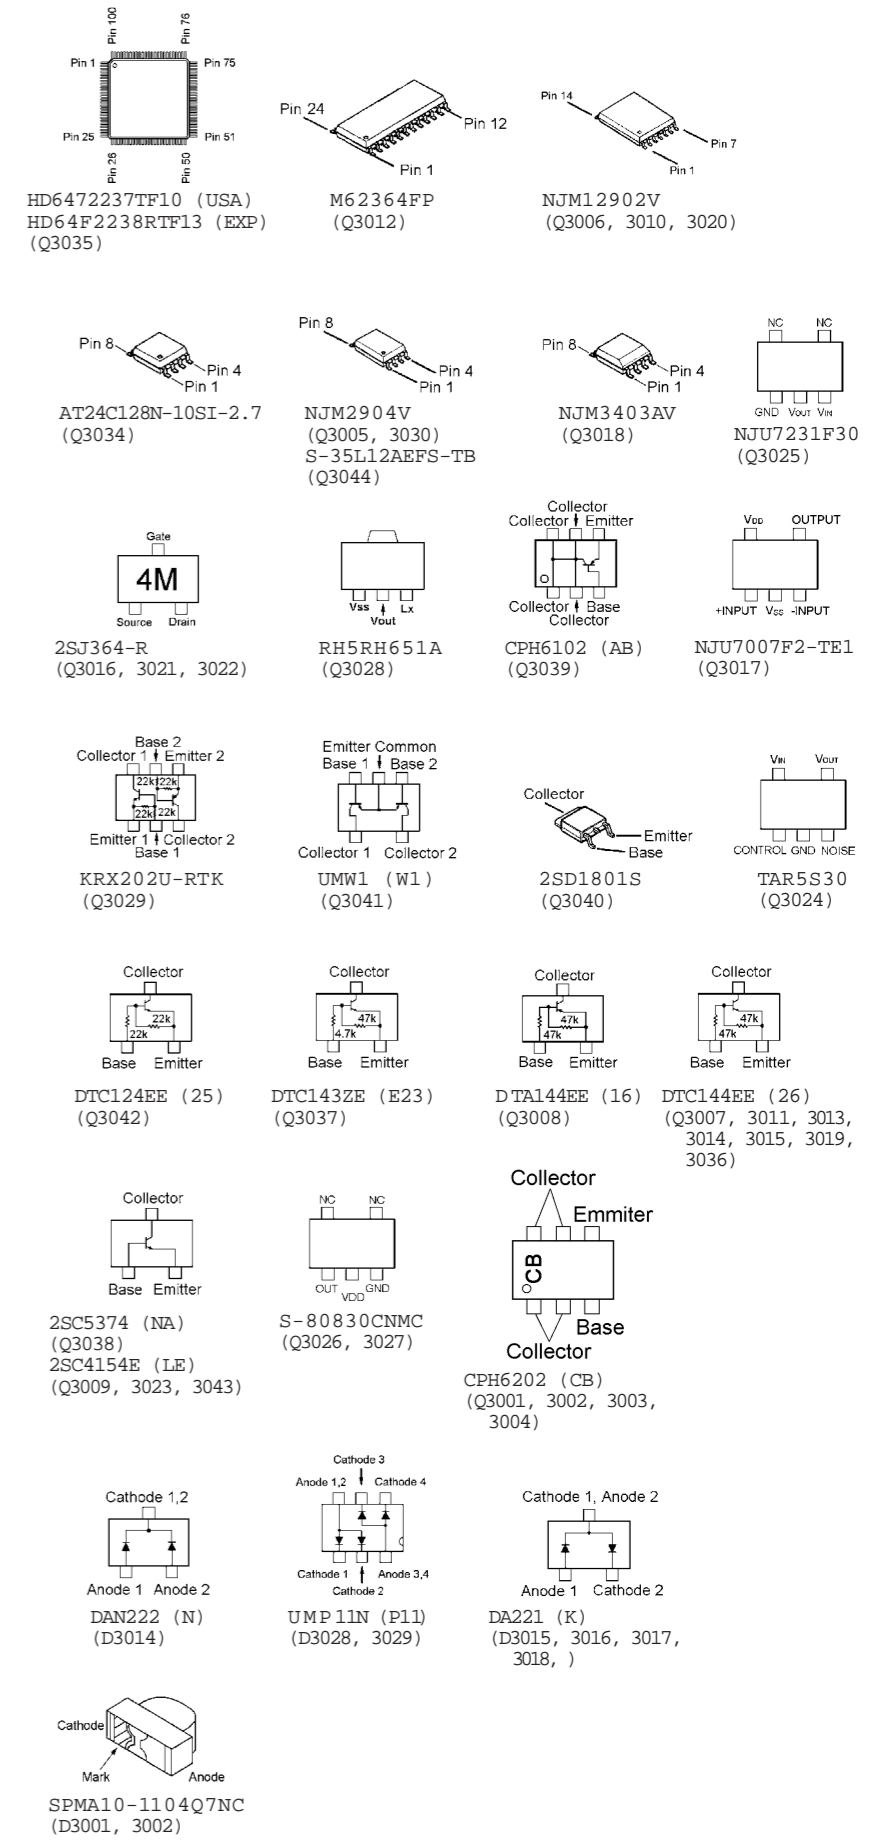 Pin 100
Pin 76
Pin 1
Pin 75
Pin 25
Pin 51
Pin 26
Pin 50
HD6472237TF10 (USA)
HD64F2238RTF13 (EXP)
(Q3035)
Pin 24
Pin 12
Pin 1
M62364FP
(Q3012)
Pin 14
Pin 7
Pin 1
NJM12902V
(Q3006, 3010, 3020)
Pin 8
Pin 4
Pin 1
AT24C128N-10SI-2.7
(Q3034)
Pin 8
Pin 4
Pin 1
NJM2904V
(Q3005, 3030)
S-35L12AEFS-TB
(Q3044)
Pin 8
Pin 4
Pin 1
NJM3403AV
(Q3018)
NC NC
GND VOUT VIN
NJU7231F30
(Q3025)
Gate
4M
Source Drain
2SJ364-R
(Q3016, 3021, 3022)
Vss Lx
Vout
RH5RH651A
(Q3028)
Collector
Collector Emitter
Collector Base
Collector
CPH6102 (AB)
(Q3039)
VDD OUTPUT
+INPUT VSS -INPUT
NJU7007F2-TE1
(Q3017)
Base 2
Collector 1 Emitter 2
22k 22k
22k 22k
Emitter 1 Collector 2
Base 1
KRX202U-RTK
(Q3029)
Emitter Common
Base 1 Base 2
Collector 1 Collector 2
UMW1 (W1)
(Q3041)
Collector
Emitter
Base
2SD1801S
(Q3040)
VIN VOUT
CONTROL GND NOISE
TAR5S30
(Q3024)
Collector
22k
22k
Base Emitter
DTC124EE (25)
(Q3042)
Collector
47k
4.7k
Base Emitter
DTC143ZE (E23)
(Q3037)
Collector
47k
47k
Base Emitter
DTA144EE (16)
(Q3008)
Collector
47k
47k
Base Emitter
DTC144EE (26)
(Q3007, 3011, 3013,
3014, 3015, 3019,
3036)
Collector
Base Emitter
2SC5374 (NA)
(Q3038)
2SC4154E (LE)
(Q3009, 3023, 3043)
NC NC
OUT VDD GND
S-80830CNMC
(Q3026, 3027)
Collector
Emmiter
CB
Base
Collector
CPH6202 (CB)
(Q3001, 3002, 3003,
3004)
Cathode 1,2
Anode 1 Anode 2
DAN222 (N)
(D3014)
Cathode 3
Anode 1,2 Cathode 4
Cathode 1 Anode 3,4
Cathode 2
UMP11N (P11)
(D3028, 3029)
Cathode 1, Anode 2
Anode 1 Cathode 2
DA221 (K)
(D3015, 3016, 3017,
3018, )
Cathode
Mark
Anode
SPMA10-1104Q7NC
(D3001, 3002)